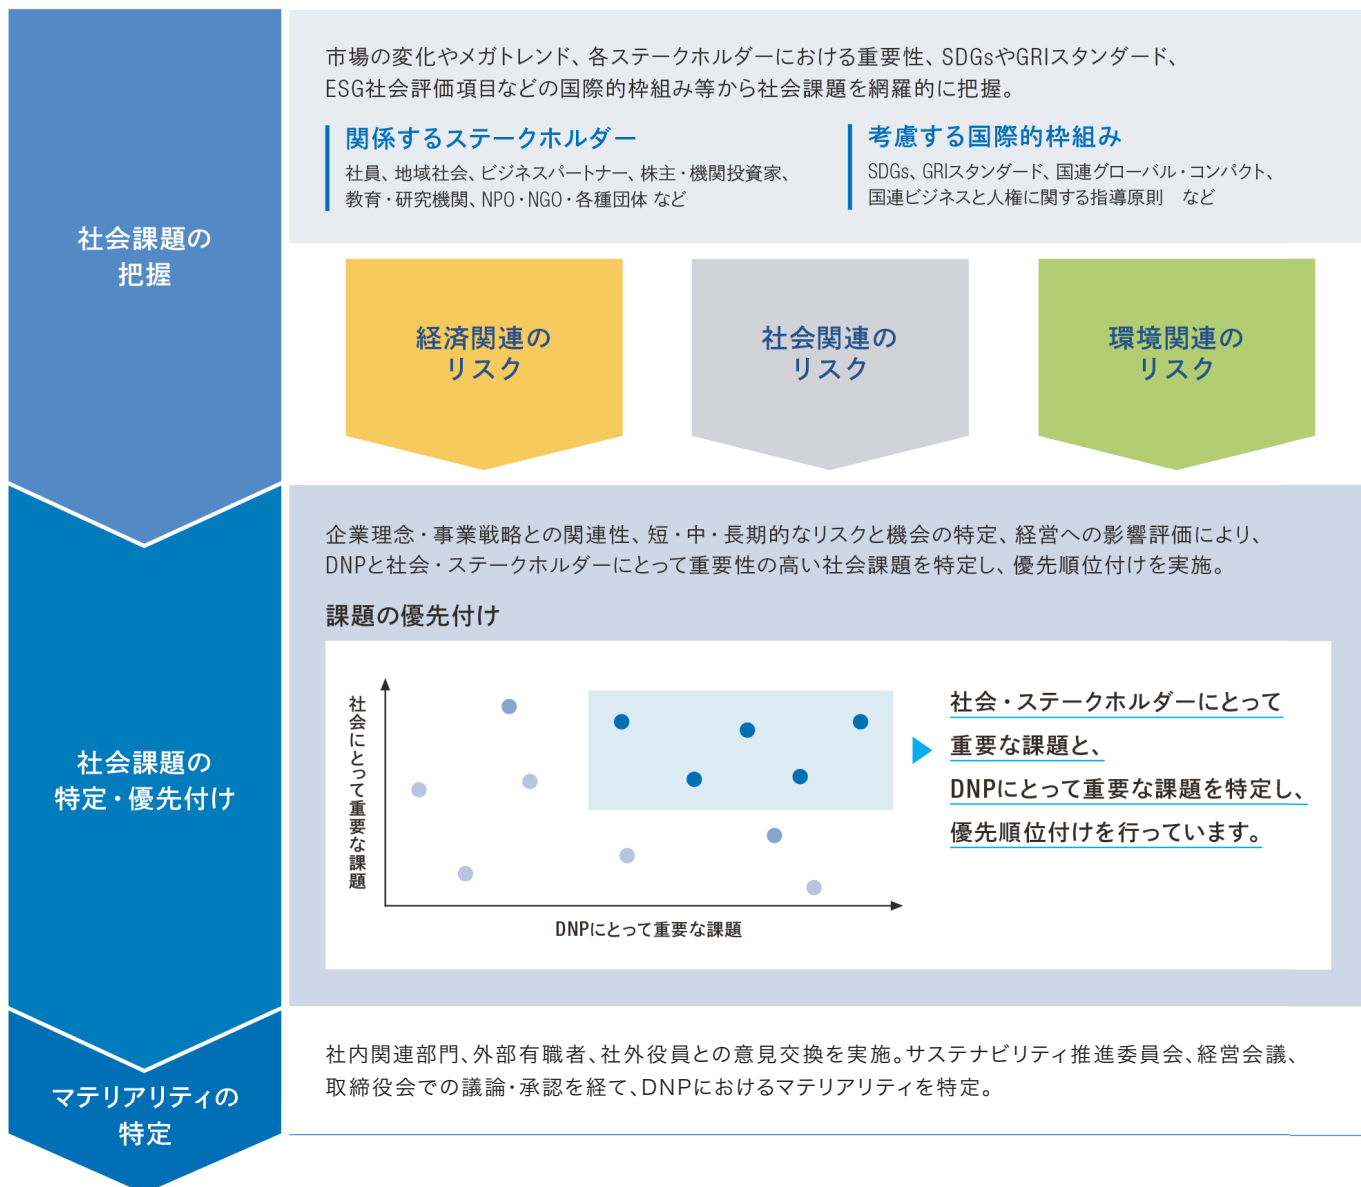 社会課題の
把握
市場の変化やメガトレンド、各ステークホルダーにおける重要性、SDGsやGRIスタンダード、
ESG社会評価項目などの国際的枠組み等から社会課題を網羅的に把握。
関係するステークホルダー
社員、地域社会、ビジネスパートナー、株主・機関投資家、
教育・研究機関、NPO・NGO・各種団体 など
考慮する国際的枠組み
SDGs、GRIスタンダード、国連グローバル・コンパクト、
国連ビジネスと人権に関する指導原則　など
経済関連の
リスク
社会関連の
リスク
環境関連の
リスク
社会課題の
特定・優先付け
企業理念・事業戦略との関連性、短・中・長期的なリスクと機会の特定、経営への影響評価により、
DNPと社会・ステークホルダーにとって重要性の高い社会課題を特定し、優先順位付けを実施。
課題の優先付け
社会にとって重要な課題
DNPにとって重要な課題
社会・ステークホルダーにとって
重要な課題と、
DNPにとって重要な課題を特定し、
優先順位付けを行っています。
マテリアリティの
特定
社内関連部門、外部有職者、社外役員との意見交換を実施。サステナビリティ推進委員会、経営会議、
取締役会での議論・承認を経て、DNPにおけるマテリアリティを特定。